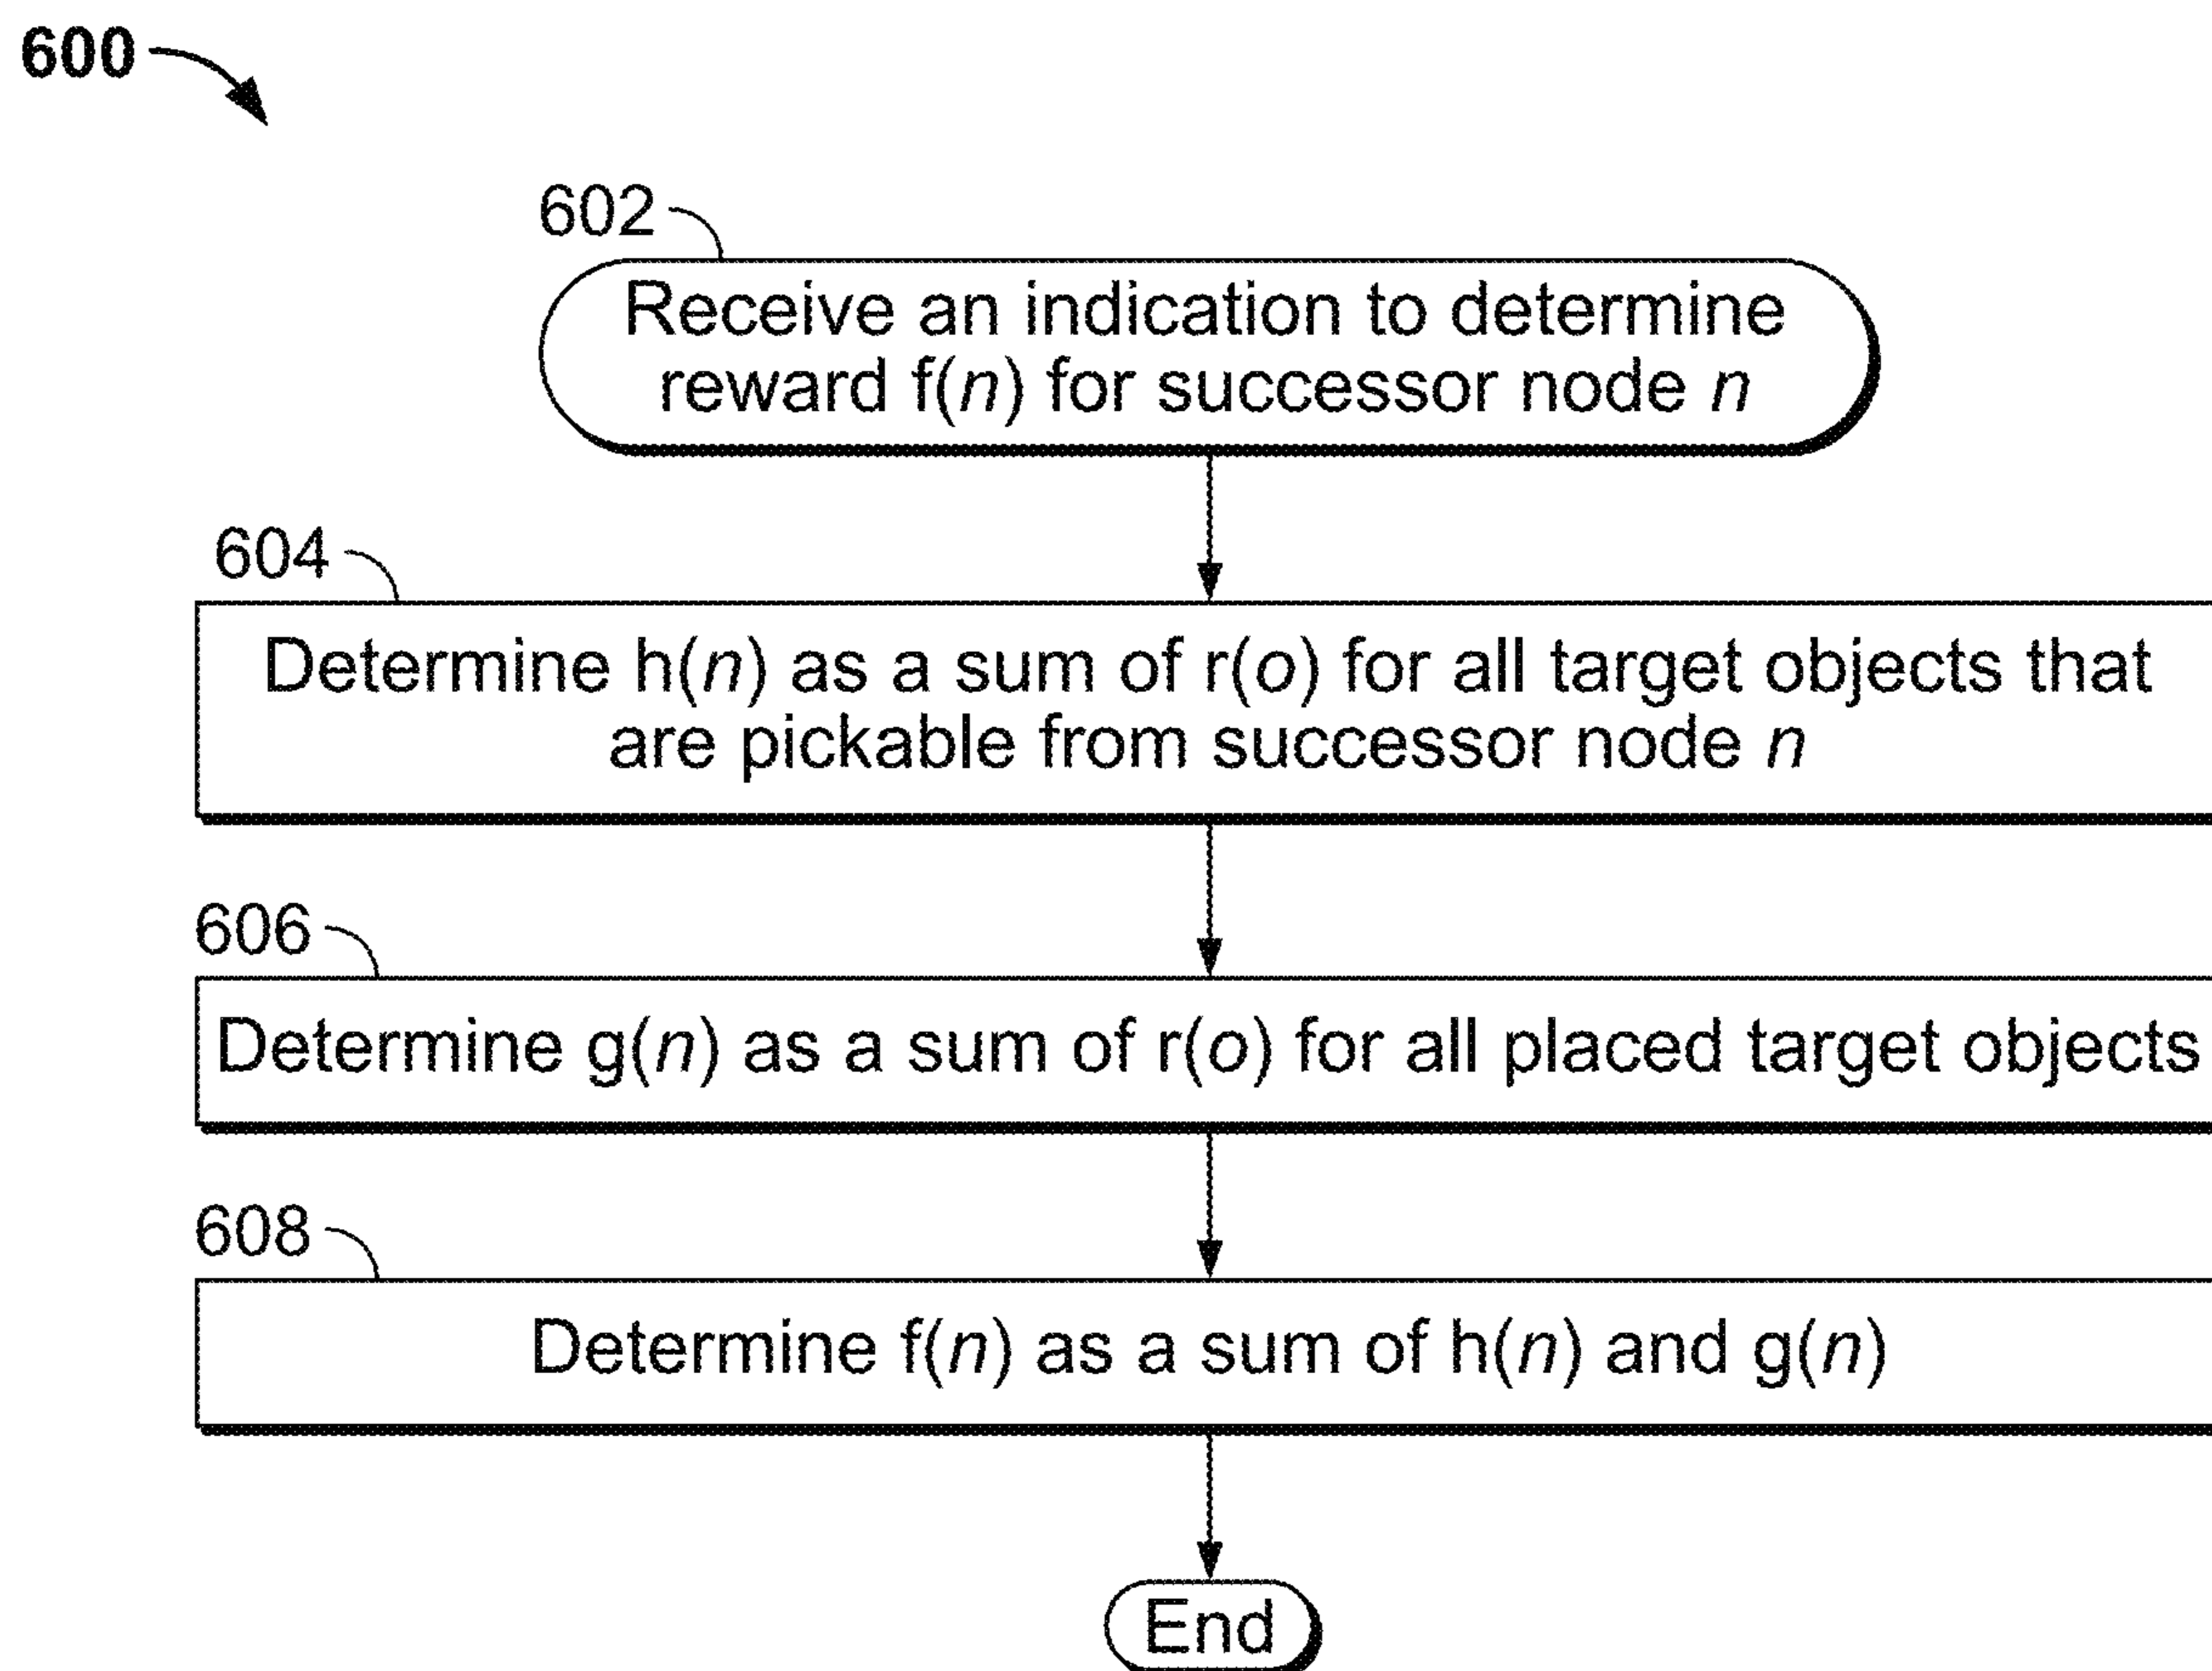 600
602
Receive an indication to determine
reward f(n) for successor node n
604
Determine h(n) as a sum of r(o) for all target objects that
are pickable from successor node n
606
Determine g(n) as a sum of r(o) for all placed target objects
608
Determine f(n) as a sum of h(n) and g(n)
End